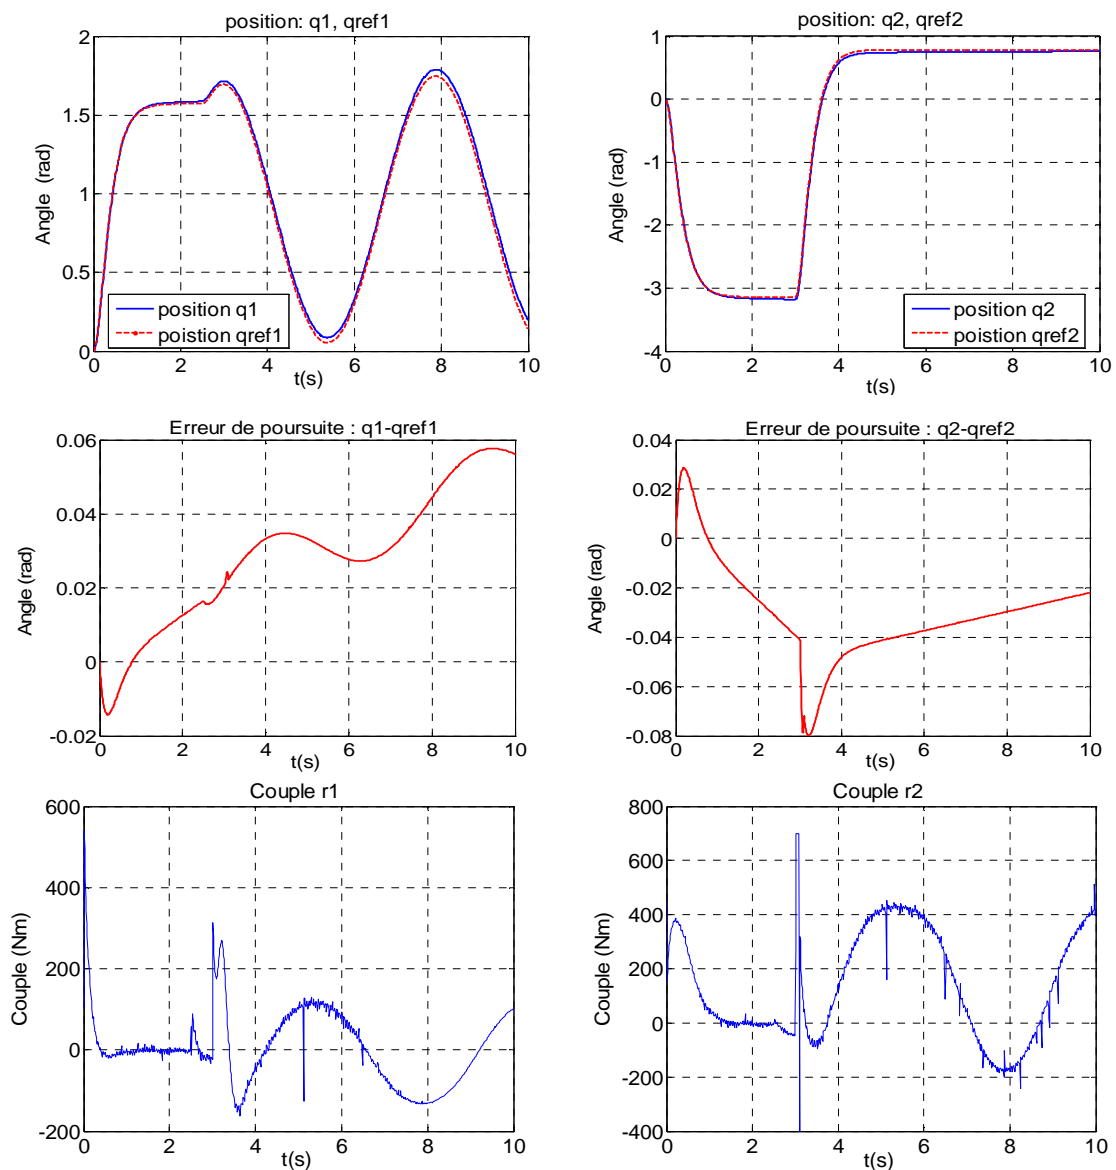 position: q1, qref1
2
1.5
1
0.5
0
Angle (rad)
position q1
poistion qref1
0 2 4 6 8 10
t(s)
position: q2, qref2
1
0
-1
-2
-3
-4
Angle (rad)
position q2
poistion qref2
0 2 4 6 8 10
t(s)
Erreur de poursuite : q1-qref1
0.06
0.04
0.02
0
-0.02
Angle (rad)
0 2 4 6 8 10
t(s)
Erreur de poursuite : q2-qref2
0.04
0.02
0
-0.02
-0.04
-0.06
-0.08
Angle (rad)
0 2 4 6 8 10
t(s)
Couple r1
600
400
200
0
-200
Couple (Nm)
0 2 4 6 8 10
t(s)
Couple r2
800
600
400
200
0
-200
-400
Couple (Nm)
0 2 4 6 8 10
t(s)